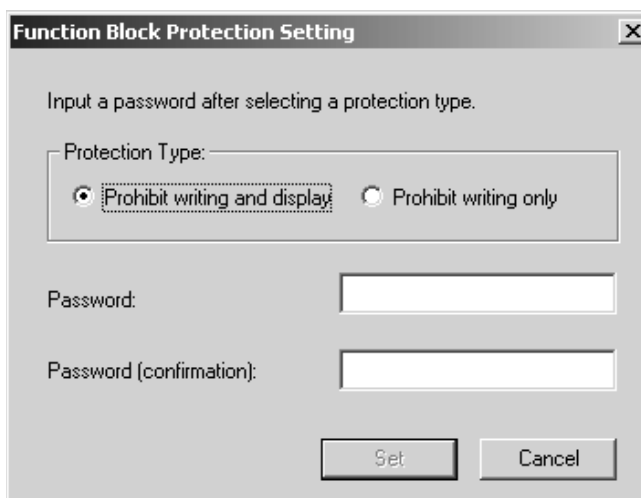 Function Block Protection Setting
Input a password after selecting a protection type.
Protection Type:
Prohibit writing and display Prohibit writing only
Password:
Password (confirmation):
Set Cancel